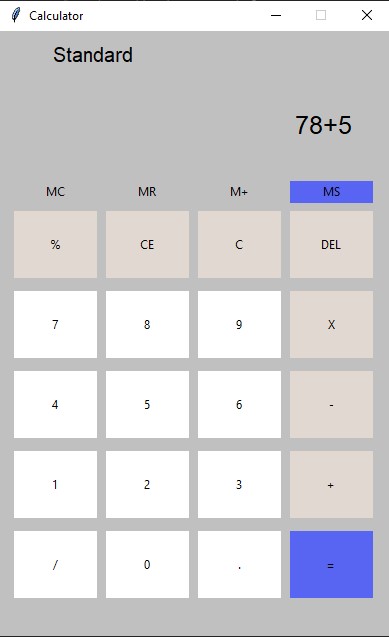 Calculator
Standard
78+5
MC MR M+ MS
% CE C DEL
7 8 9 X
4 5 6 -
1 2 3 +
/ 0 . =